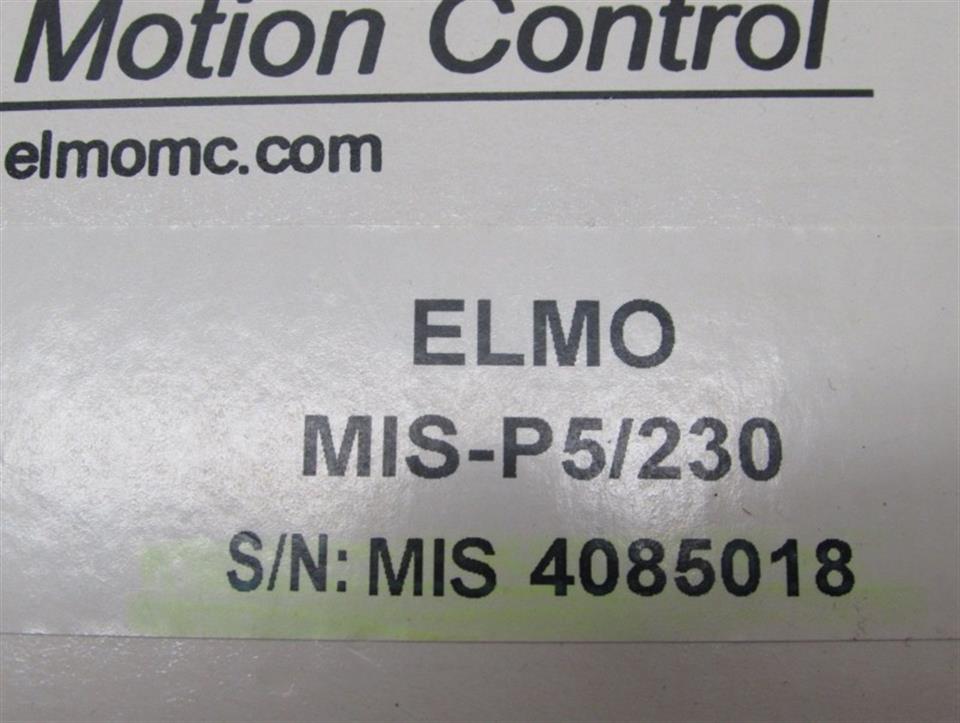 Motion Control
elmomc.com
ELMO
MIS-P5/230
S/N: MIS 4085018